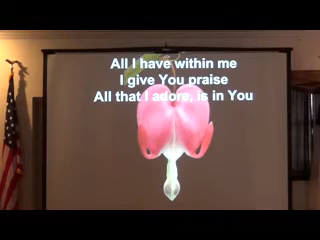 All I have within me
I give You praise
All that I adore, is in You